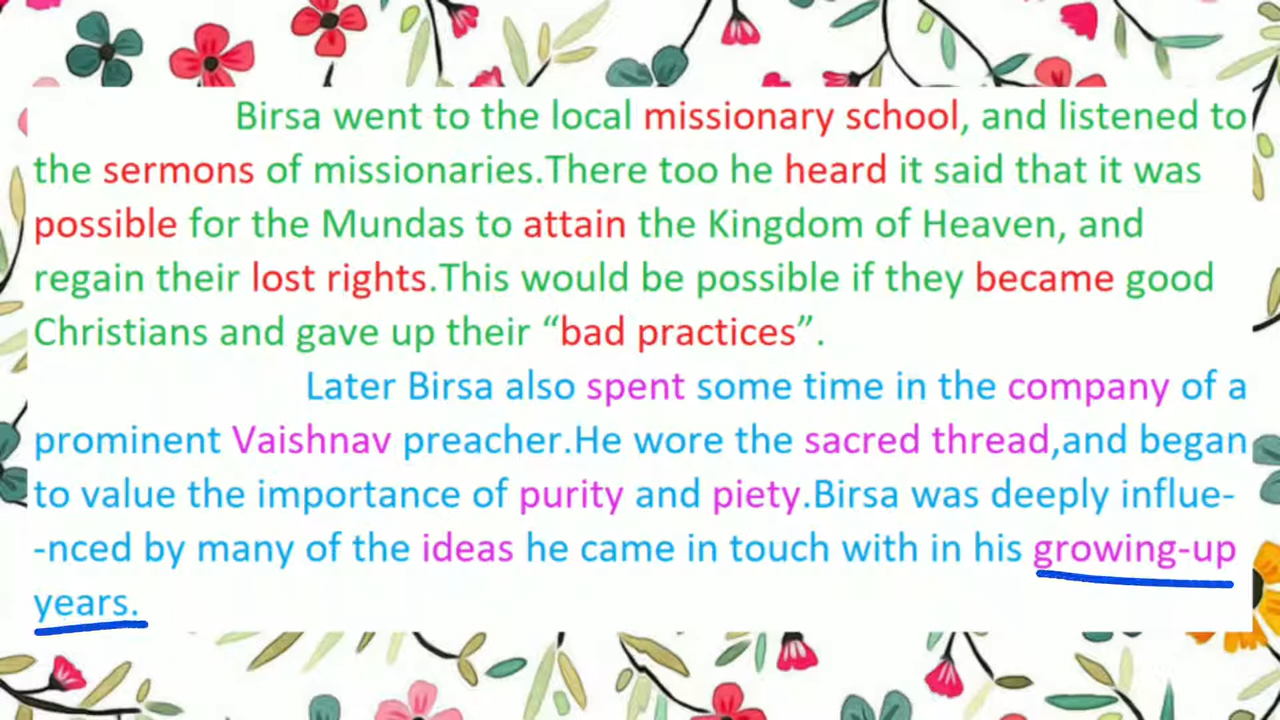 Birsa went to the local missionary school, and listened to
the sermons of missionaries.There too he heard it said that it was
possible for the Mundas to attain the Kingdom of Heaven, and
regain their lost rights.This would be possible if they became good
Christians and gave up their “bad practices”.
Later Birsa also spent some time in the company of a
prominent Vaishnav preacher.He wore the sacred thread,and began
to value the importance of purity and piety.Birsa was deeply influe-
-nced by many of the ideas he came in touch with in his growing-up
years.